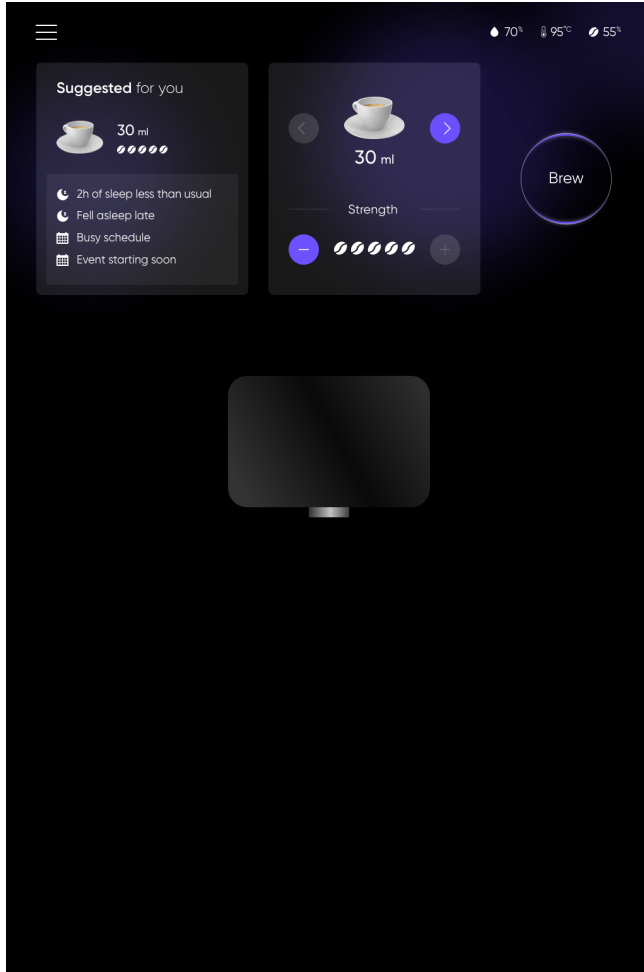 70%
95°C
55%
Suggested for you
30 ml
2h of sleep less than usual
Fell asleep late
Busy schedule
Event starting soon
30 ml
Strength
Brew